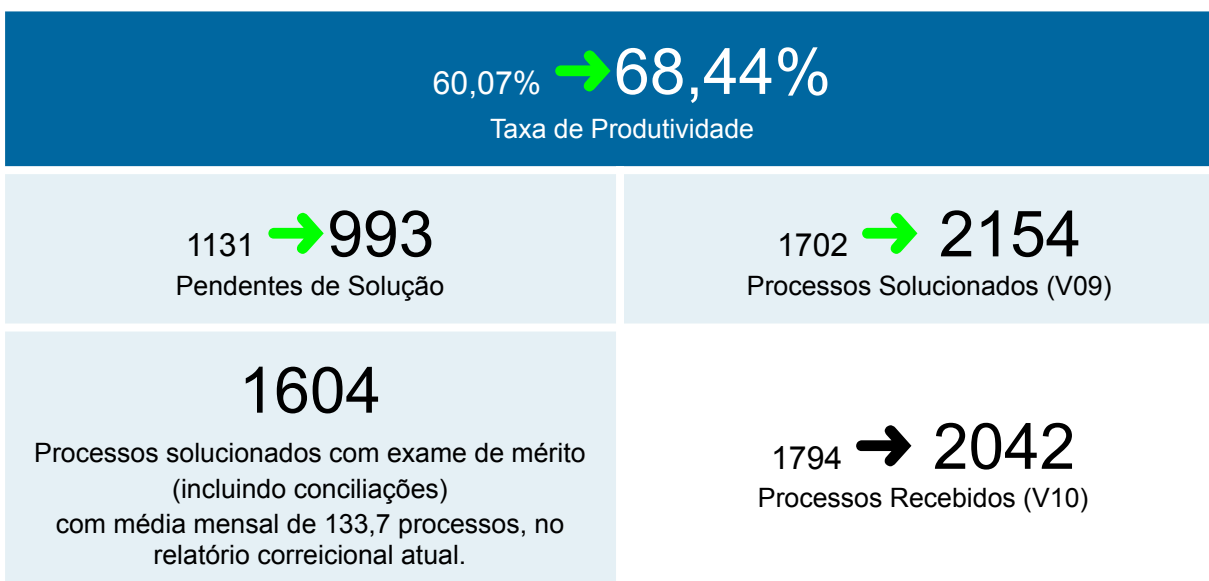 60,07% ➔ 68,44%
Taxa de Produtividade
1131 ➔ 993
Pendentes de Solução
1702 ➔ 2154
Processos Solucionados (V09)
1604
Processos solucionados com exame de mérito
(incluindo conciliações)
com média mensal de 133,7 processos, no
relatório correicional atual.
1794 ➔ 2042
Processos Recebidos (V10)